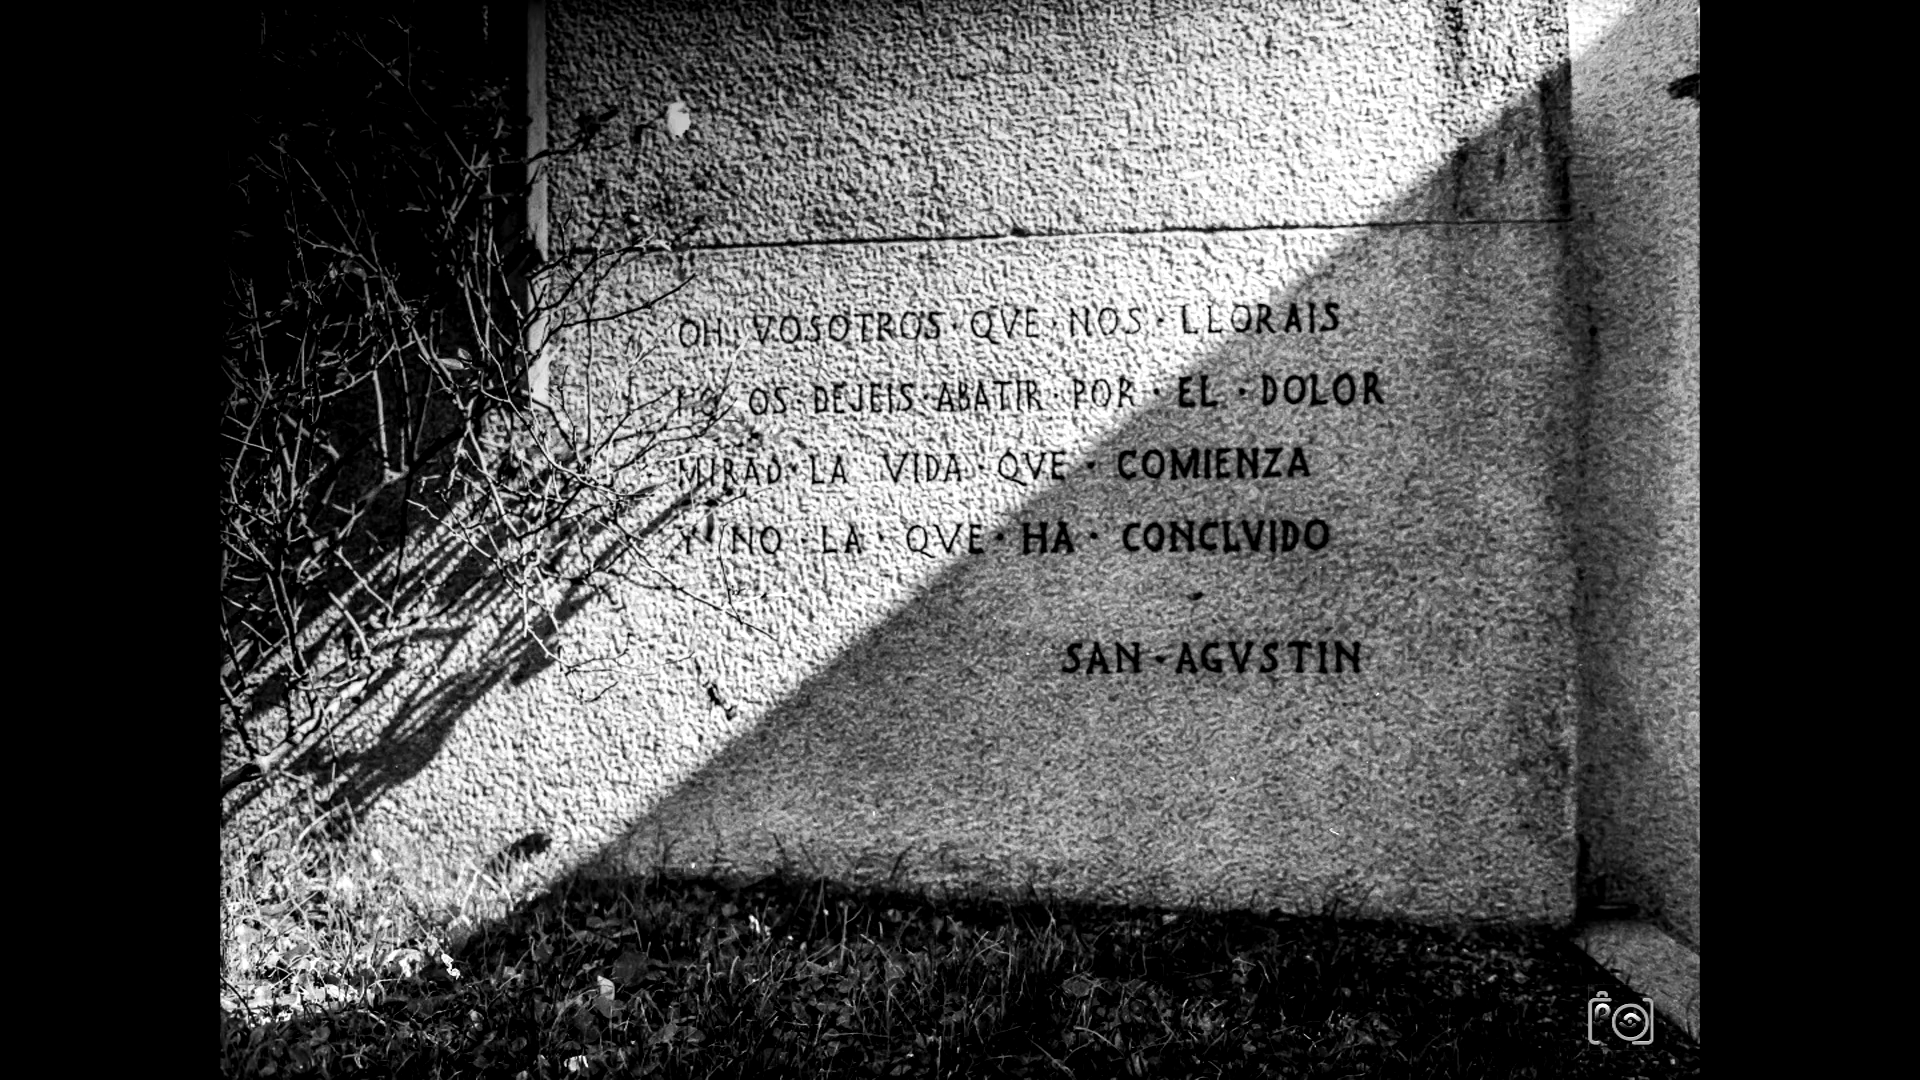 OH VOSOTROS · QVE · NOS · LLORAIS
NO OS · DEJEIS · ABATIR · POR · EL · DOLOR
MIRAD · LA VIDA · QVE · COMIENZA
Y · NO · LA · QVE · HA · CONCLVIDO
SAN · AGVSTIN